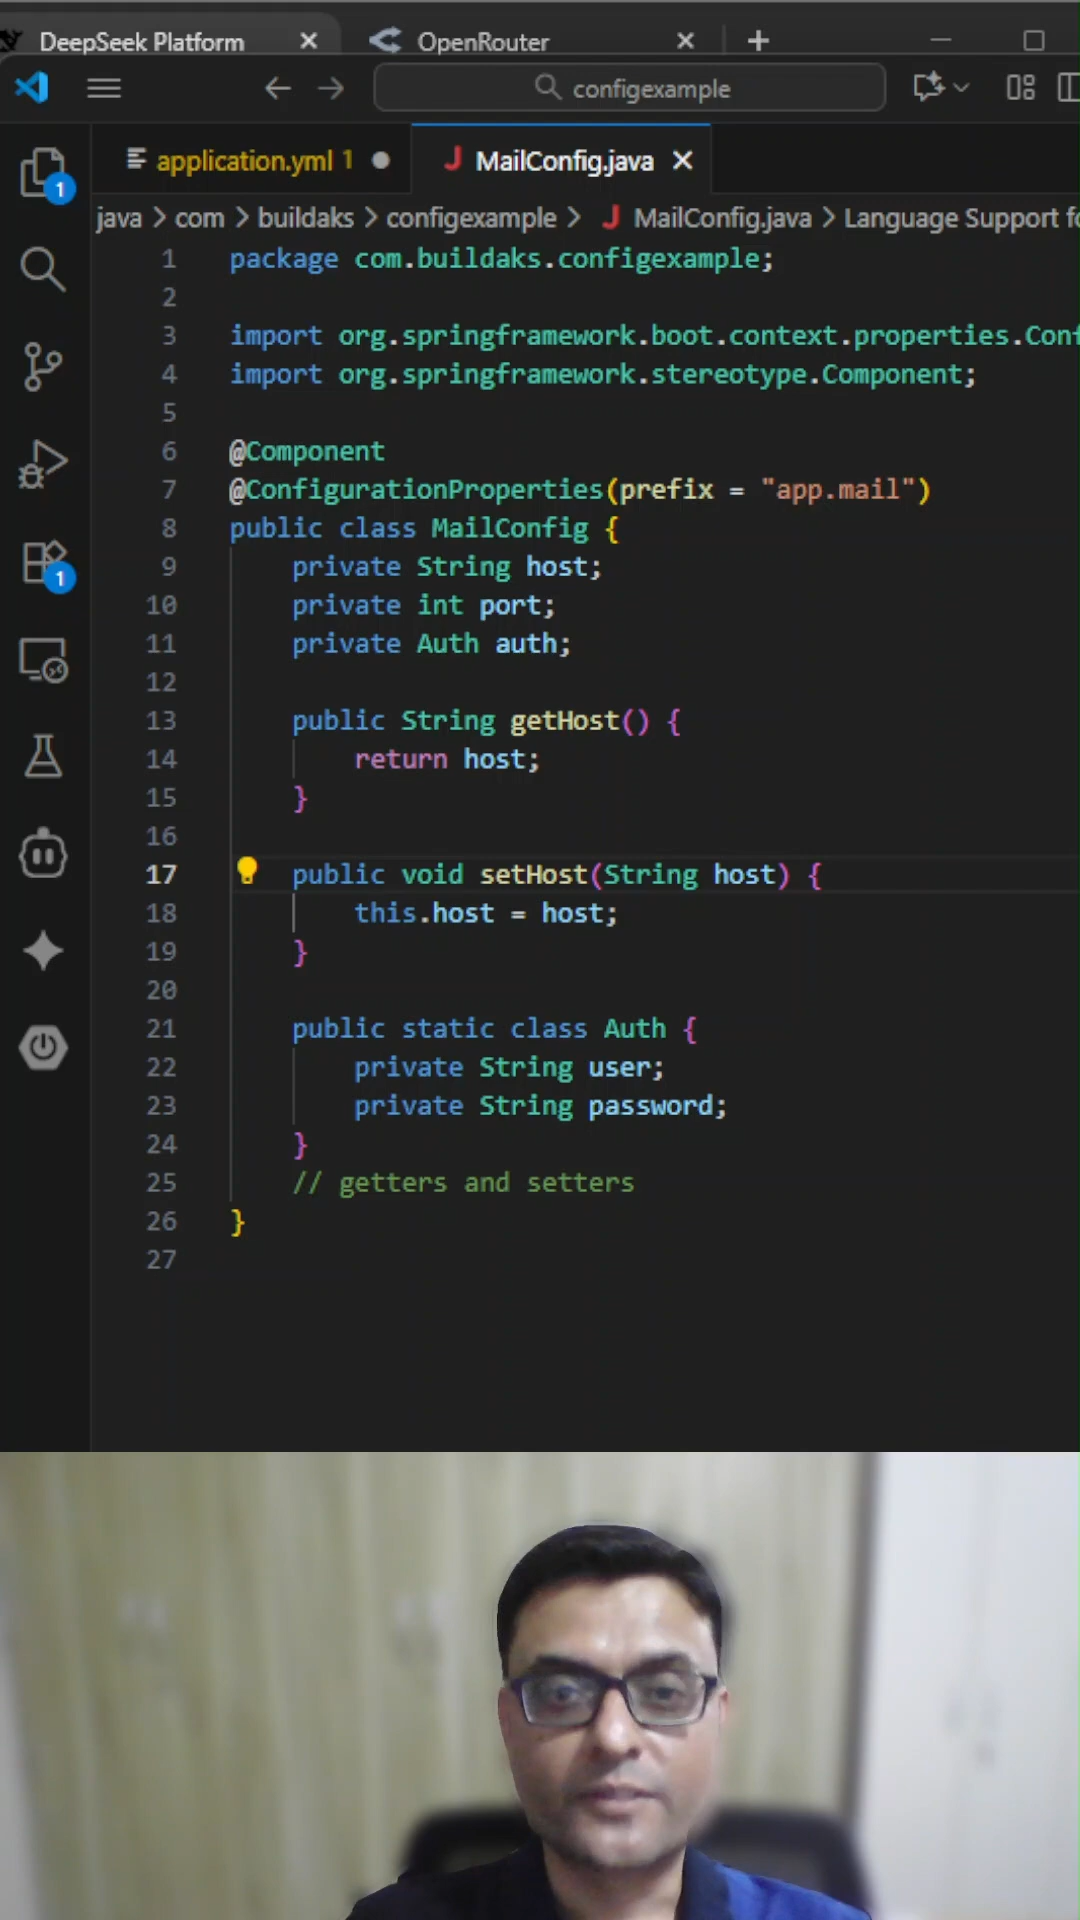 DeepSeek Platform
OpenRouter
configexample
application.yml 1
MailConfig.java
java > com > buildaks > configexample > MailConfig.java > Language Support
1 package com.buildaks.configexample;
2
3 import org.springframework.boot.context.properties.Conf
4 import org.springframework.stereotype.Component;
5
6 @Component
7 @ConfigurationProperties(prefix = "app.mail")
8 public class MailConfig {
9 private String host;
10 private int port;
11 private Auth auth;
12
13 public String getHost() {
14 return host;
15 }
16
17 public void setHost(String host) {
18 this.host = host;
19 }
20
21 public static class Auth {
22 private String user;
23 private String password;
24 }
25 // getters and setters
26 }
27
1
1